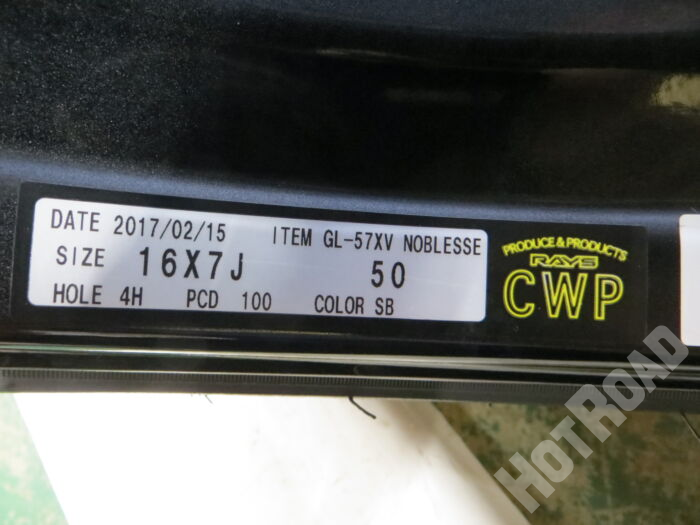 DATE 2017/02/15 ITEM GL-57XV NOBLESSE
SIZE 16X7J 50
HOLE 4H PCD 100 COLOR SB
PRODUCE & PRODUCTS
RAYS
CWP
HOTROAD